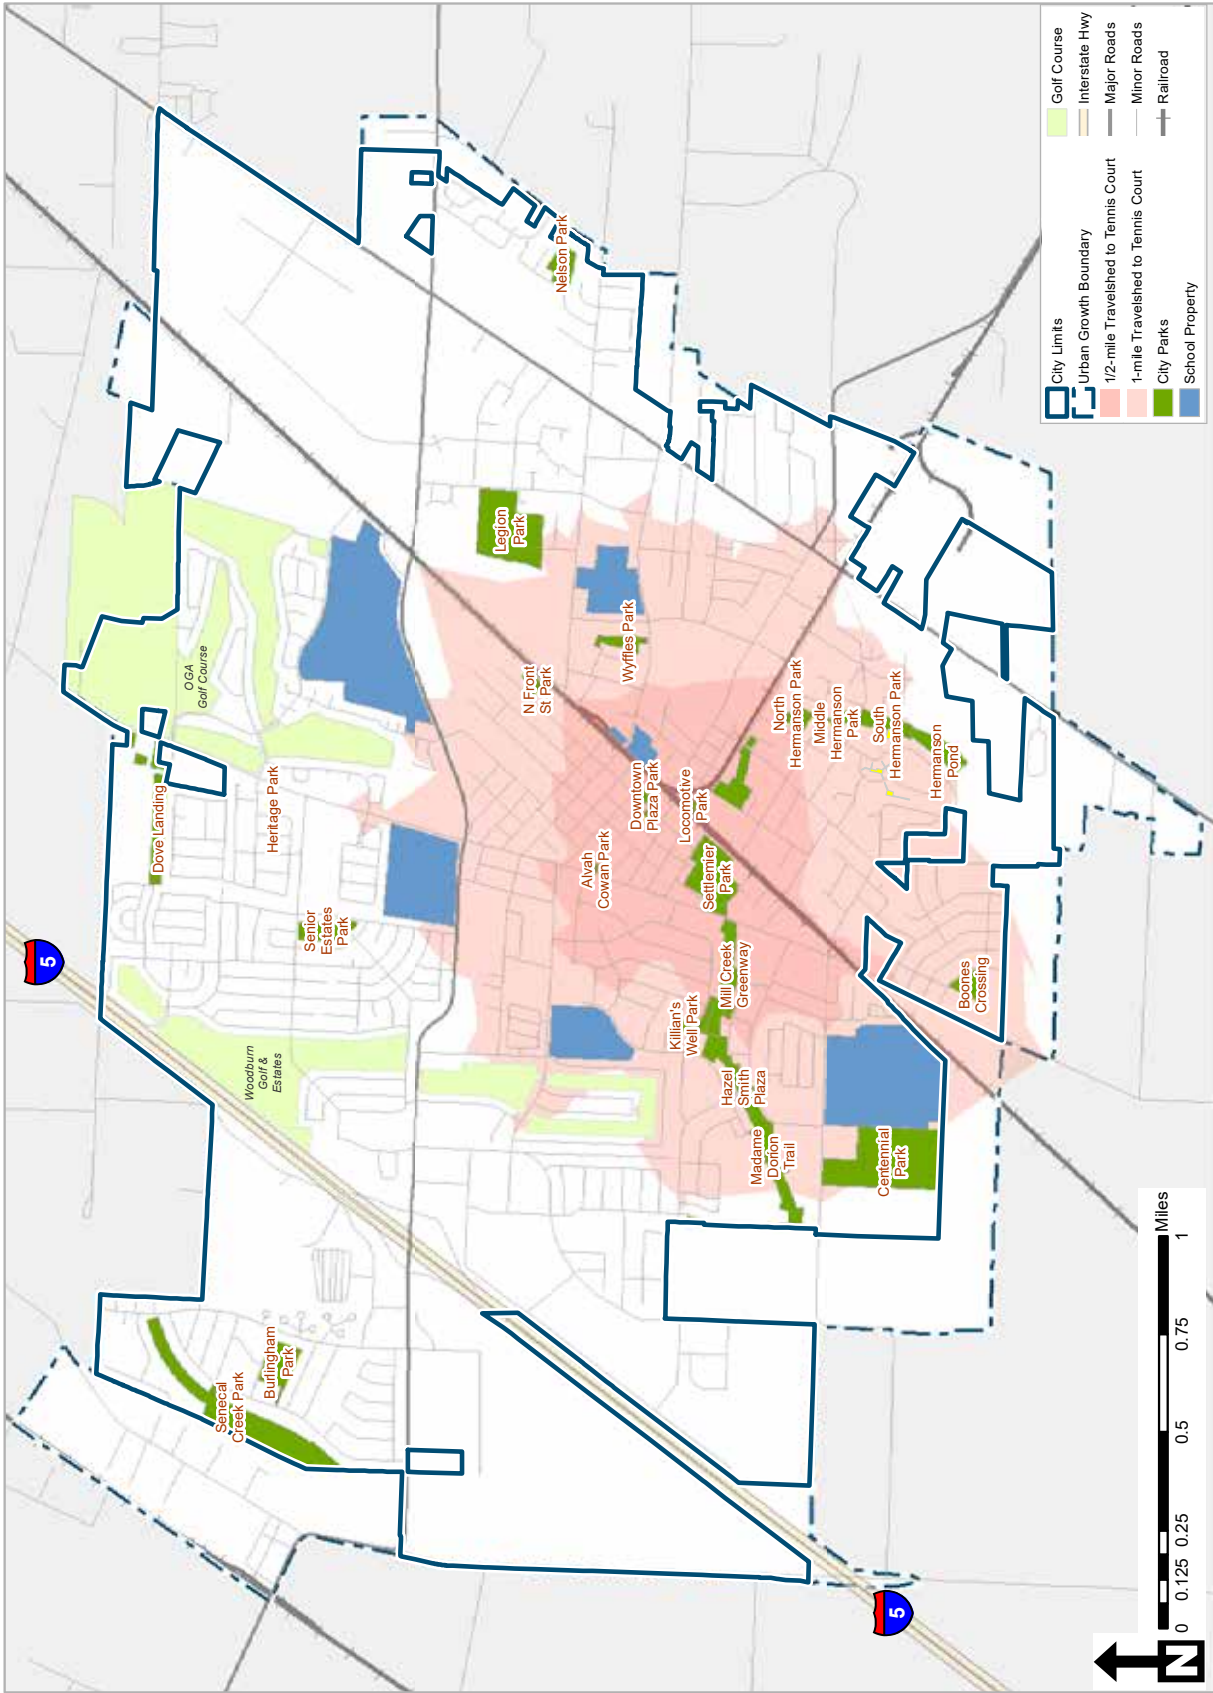 5
Dove Landing
OGA
Golf Course
Heritage Park
Senior
Estates
Park
Woodburn
Golf &
Estates
Senecal
Creek Park
Burlingham
Park
Legion
Park
Nelson Park
N Front
St Park
Wyffles Park
Alvah
Cowan Park
Downtown
Plaza Park
Locomotive
Park
Settlemier
Park
Mill Creek
Greenway
Killian's
Well Park
Hazel
Smith
Plaza
Madame
Dorion
Trail
Centennial
Park
North
Hermanson Park
Middle
Hermanson
Park
South
Hermanson Park
Hermanson
Pond
Boones
Crossing
5
N
0 0.125 0.25 0.5 0.75 1
Miles
City Limits
Urban Growth Boundary
1/2-mile Travelshed to Tennis Court
1-mile Travelshed to Tennis Court
City Parks
School Property
Golf Course
Interstate Hwy
Major Roads
Minor Roads
Railroad